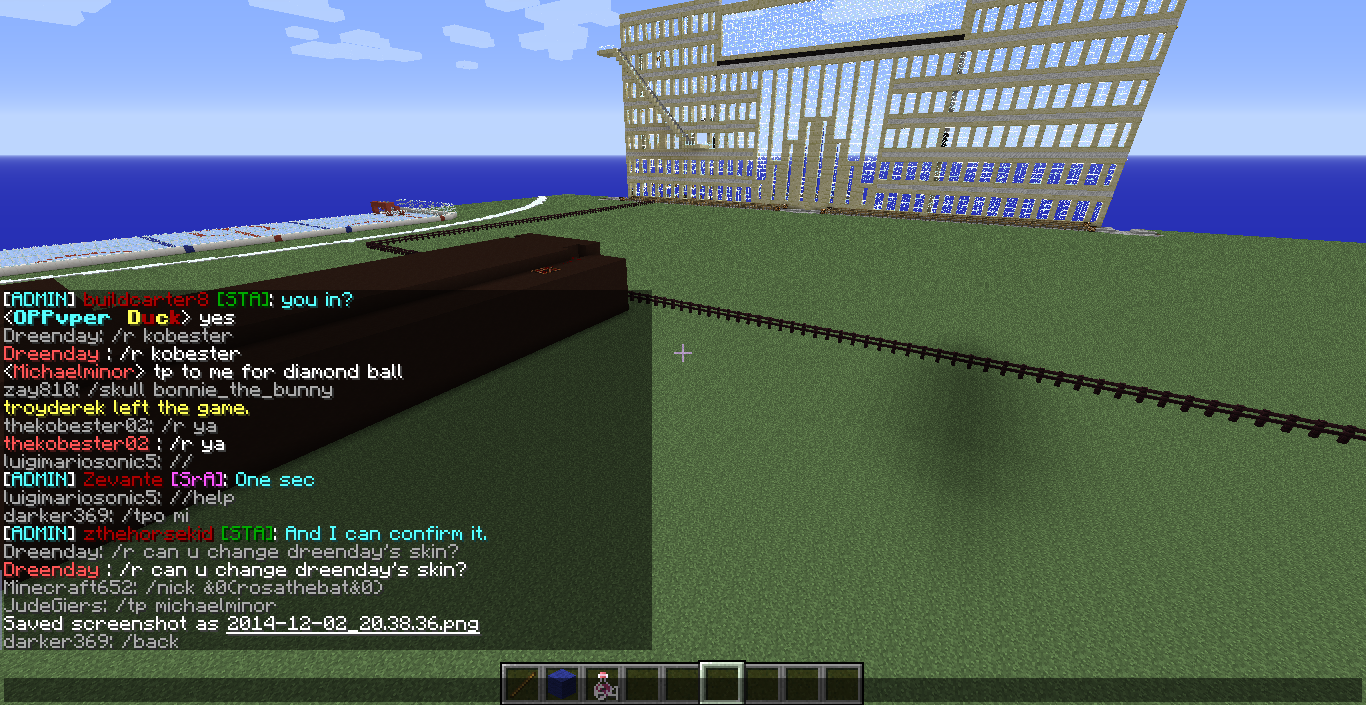 [ADMIN] buildcarter8 [STA]: you in?
<OPPvper Duck> yes
Dreenday: /r kobester
Dreenday : /r kobester
<Michaelminor> tp to me for diamond ball
zay810: /skull bonnie_the_bunny
troyderek left the game.
thekobester02: /r ya
thekobester02 : /r ya
luigimariosonic5: //
[ADMIN] Zevante [SrA]: One sec
luigimariosonic5: //help
darker369: /tpo mi
[ADMIN] zthehorsekid [STA]: And I can confirm it.
Dreenday: /r can u change dreenday's skin?
Dreenday : /r can u change dreenday's skin?
Minecraft652: /nick &0(rosathebat&0)
JudeGiers: /tp michaelminor
Saved screenshot as 2014-12-02_20.38.36.png
darker369: /back
64